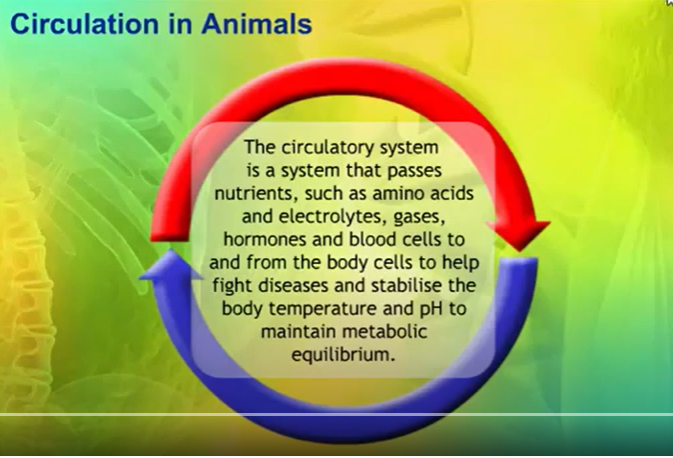 Circulation in Animals
The circulatory system
is a system that passes
nutrients, such as amino acids
and electrolytes, gases,
hormones and blood cells to
and from the body cells to help
fight diseases and stabilise the
body temperature and pH to
maintain metabolic
equilibrium.